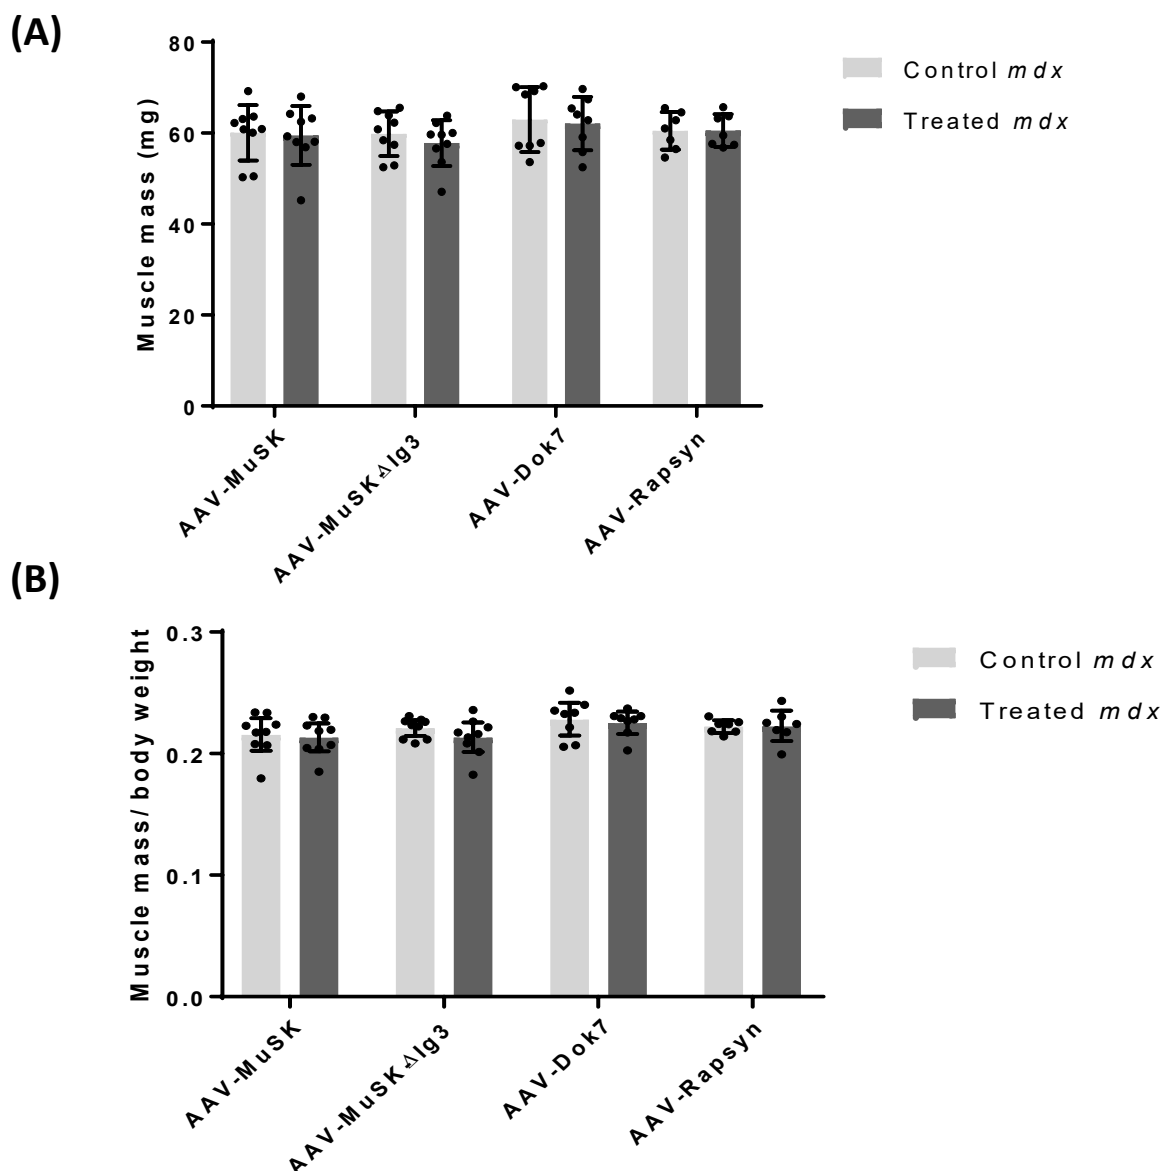 (A)
80
60
40
20
0
Muscle mass (mg)
Control mdx
Treated mdx
AAV-MuSK
AAV-MuSKΔIg3
AAV-Dok7
AAV-Rapsyn
(B)
0.3
0.2
0.1
0.0
Muscle mass/ body weight
Control mdx
Treated mdx
AAV-MuSK
AAV-MuSKΔIg3
AAV-Dok7
AAV-Rapsyn